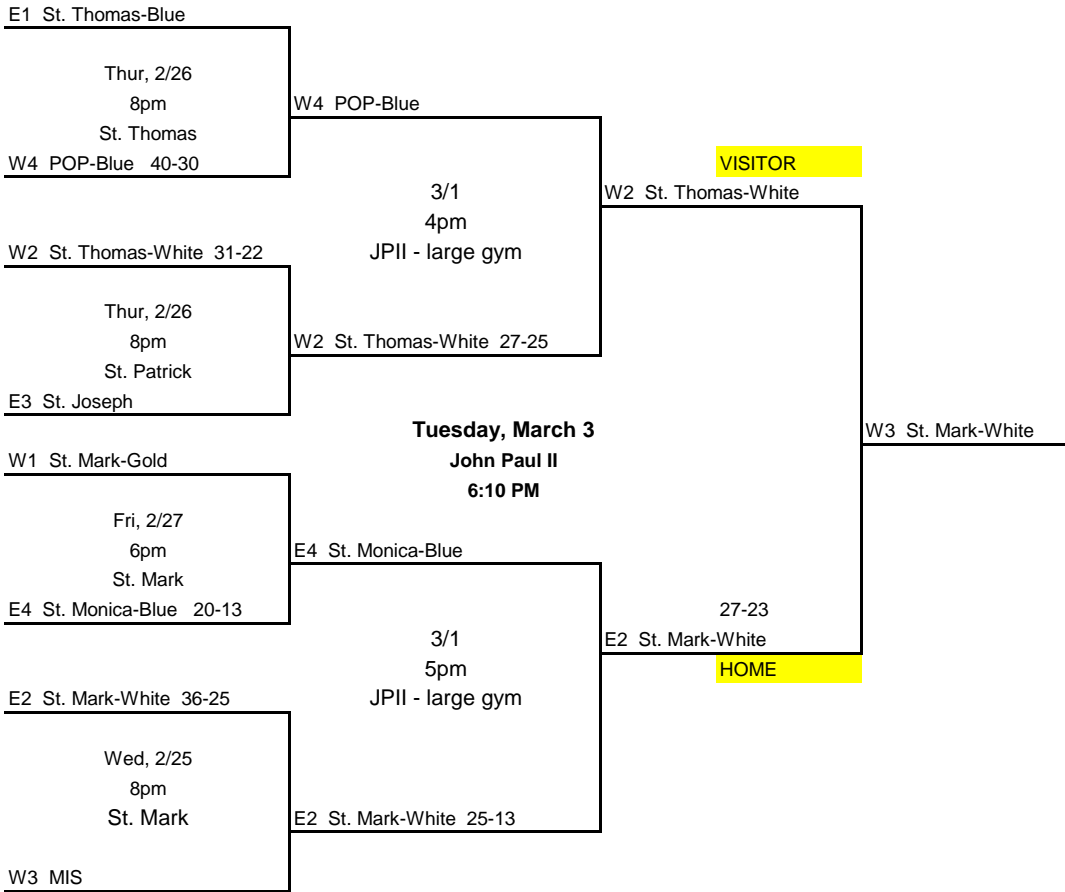 E1 St. Thomas-Blue
Thur, 2/26
8pm
St. Thomas
W4 POP-Blue 40-30
W4 POP-Blue
W2 St. Thomas-White 31-22
Thur, 2/26
8pm
St. Patrick
E3 St. Joseph
3/1
4pm
JPII - large gym
W2 St. Thomas-White 27-25
VISITOR
W2 St. Thomas-White
Tuesday, March 3
John Paul II
6:10 PM
W3 St. Mark-White
W1 St. Mark-Gold
Fri, 2/27
6pm
St. Mark
E4 St. Monica-Blue 20-13
E4 St. Monica-Blue
E2 St. Mark-White 36-25
Wed, 2/25
8pm
St. Mark
W3 MIS
3/1
5pm
JPII - large gym
E2 St. Mark-White 25-13
27-23
E2 St. Mark-White
HOME